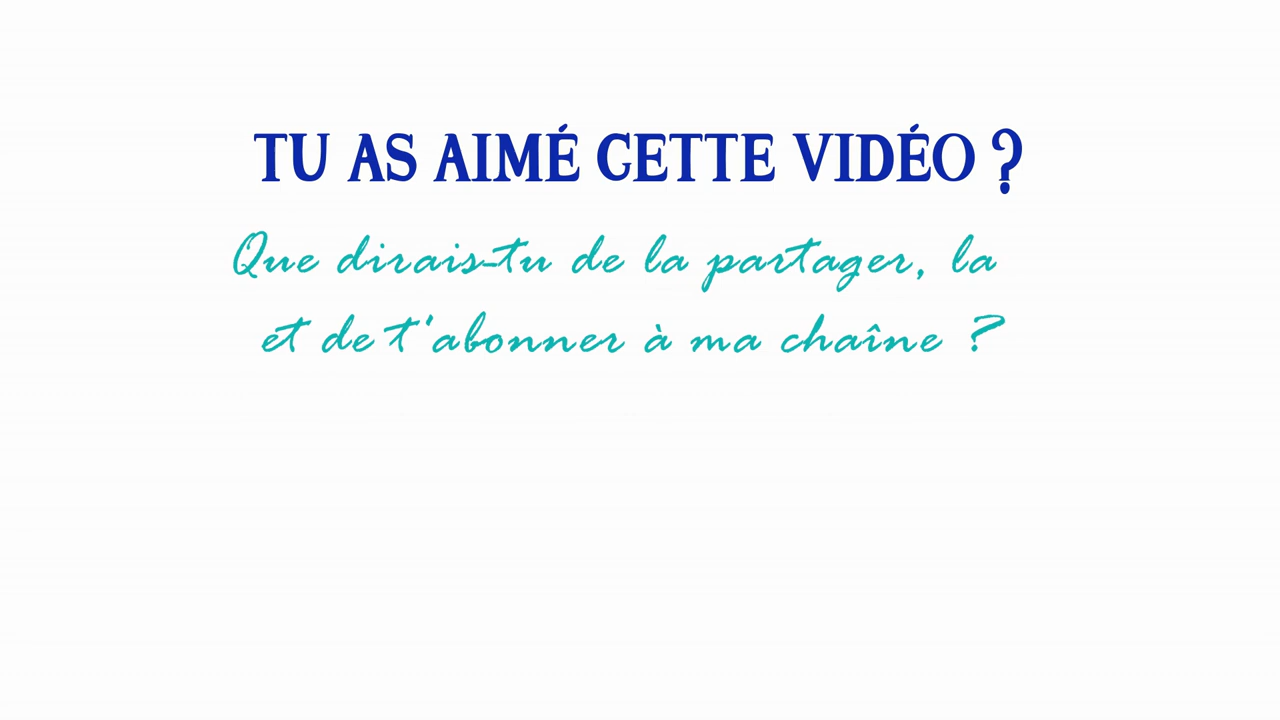 TU AS AIMÉ CETTE VIDÉO ?
Que dirais-tu de la partager, la
et de t'abonner à ma chaîne ?